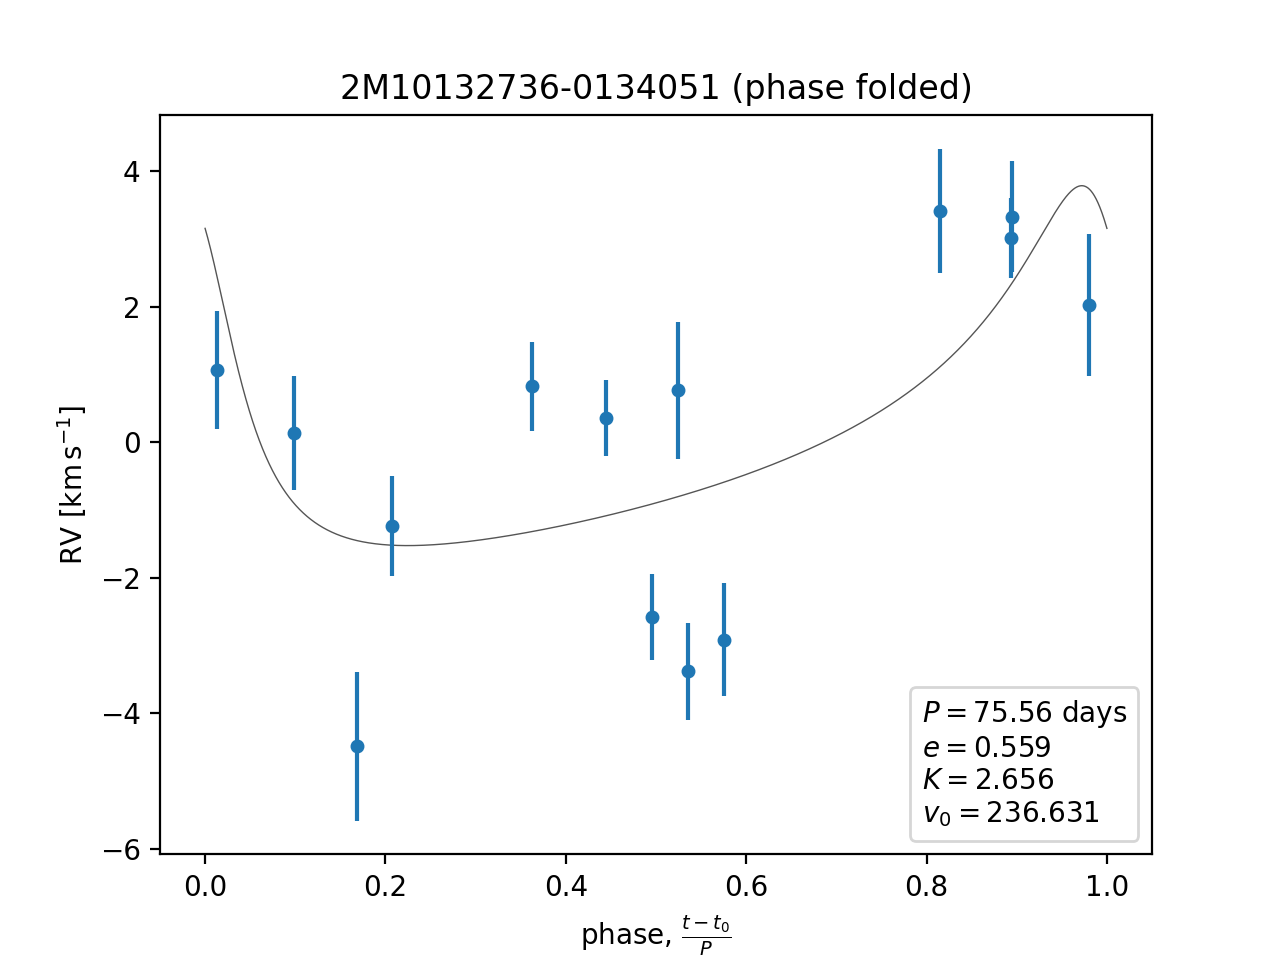 2M10132736-0134051 (phase folded)
RV [km s⁻¹]
4
2
0
−2
−4
−6
P = 75.56 days
e = 0.559
K = 2.656
v₀ = 236.631
0.0 0.2 0.4 0.6 0.8 1.0
phase, (t − t₀)/P